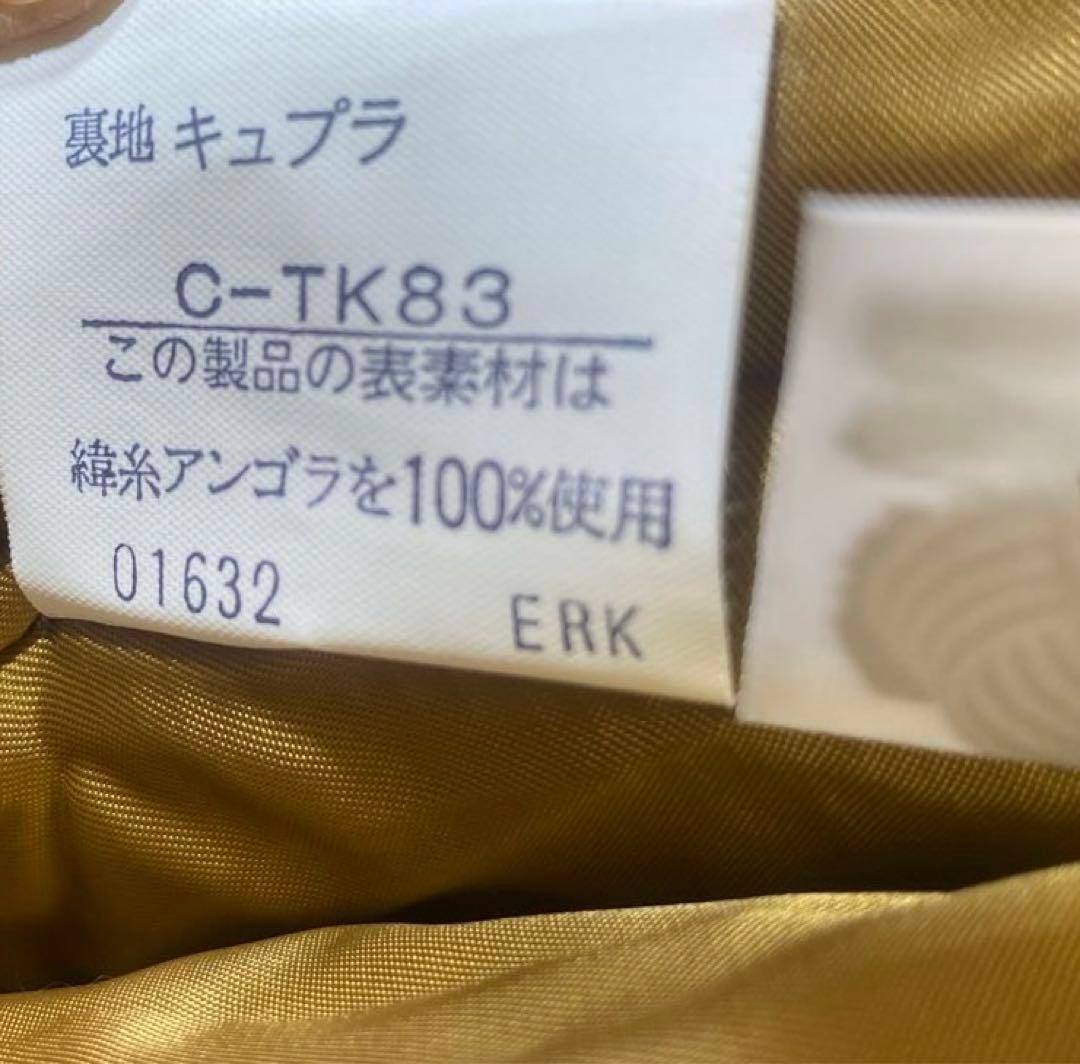 裏地 キュプラ
C-TK83
この製品の表素材は
緯糸アンゴラを100%使用
01632 ERK